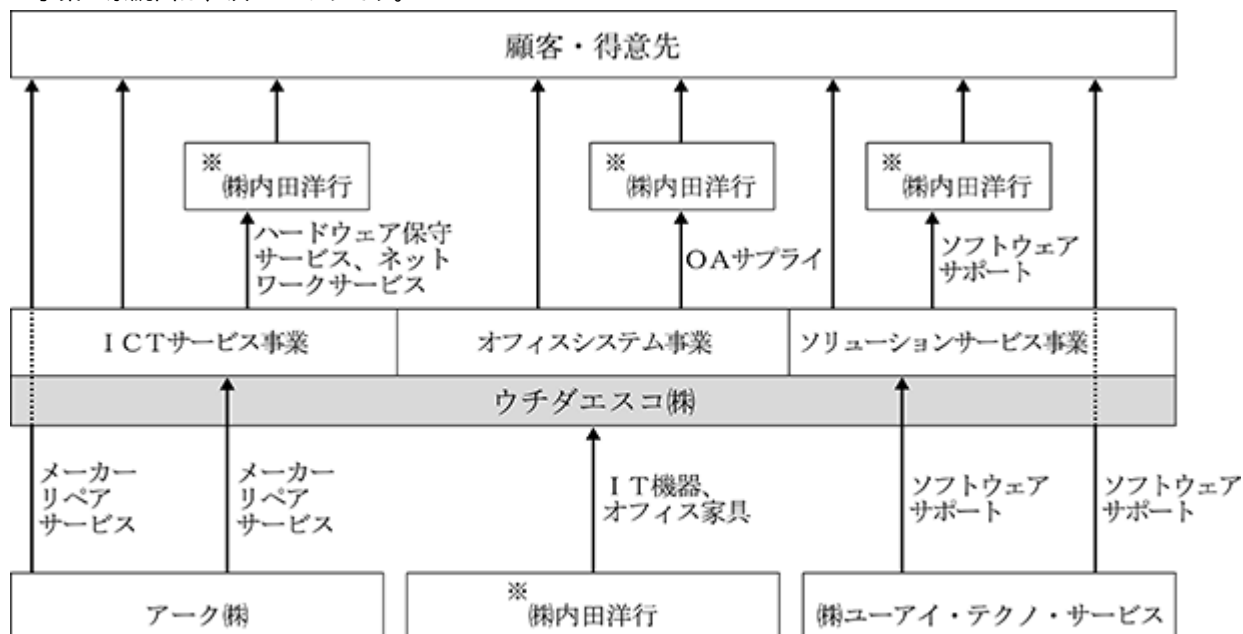 顧客・得意先
※
㈱内田洋行
※
㈱内田洋行
※
㈱内田洋行
ハードウェア保守
サービス、ネット
ワークサービス
OAサプライ
ソフトウェア
サポート
ICTサービス事業
オフィスシステム事業
ソリューションサービス事業
ウチダエスコ㈱
メーカー
リペア
サービス
メーカー
リペア
サービス
IT機器、
オフィス家具
ソフトウェア
サポート
ソフトウェア
サポート
アーク㈱
※
㈱内田洋行
㈱ユーアイ・テクノ・サービス